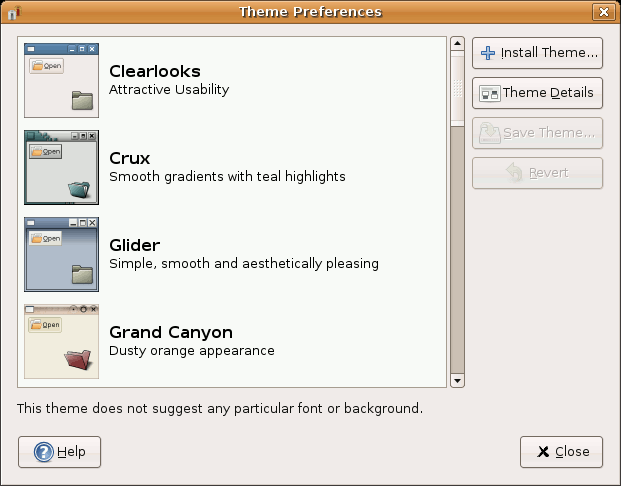 Theme Preferences
Open
Clearlooks
Attractive Usability
Open
Crux
Smooth gradients with teal highlights
Open
Glider
Simple, smooth and aesthetically pleasing
Open
Grand Canyon
Dusty orange appearance
Install Theme...
Theme Details
Save Theme...
Revert
This theme does not suggest any particular font or background.
Help
Close